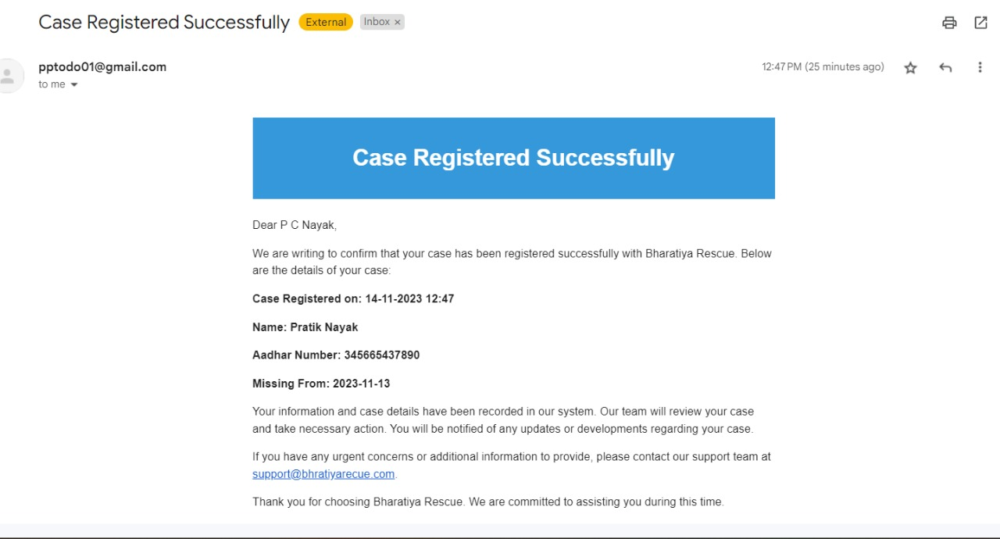 Case Registered Successfully External Inbox ×
pptodo01@gmail.com 12:47 PM (25 minutes ago)
to me
Case Registered Successfully
Dear P C Nayak,
We are writing to confirm that your case has been registered successfully with Bharatiya Rescue. Below
are the details of your case:
Case Registered on: 14-11-2023 12:47
Name: Pratik Nayak
Aadhar Number: 345665437890
Missing From: 2023-11-13
Your information and case details have been recorded in our system. Our team will review your case
and take necessary action. You will be notified of any updates or developments regarding your case.
If you have any urgent concerns or additional information to provide, please contact our support team at
support@bhratiyarecue.com.
Thank you for choosing Bharatiya Rescue. We are committed to assisting you during this time.